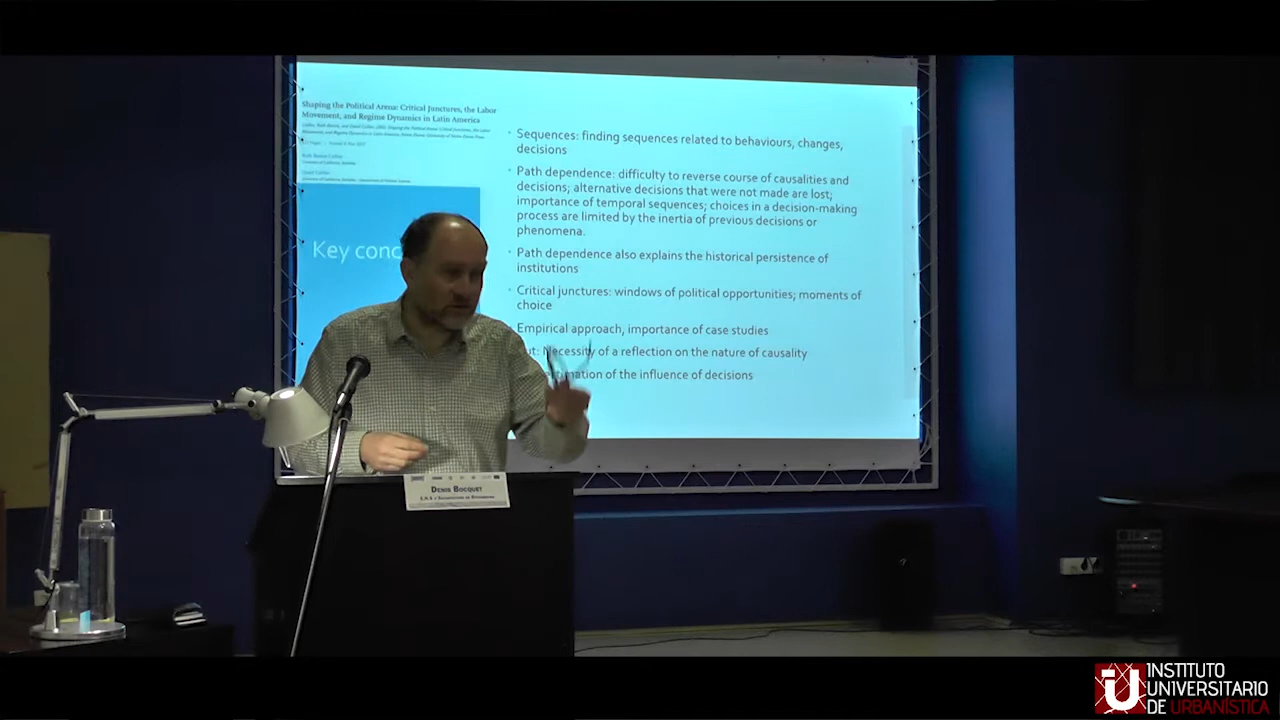 Shaping the Political Arena: Critical Junctures, the Labor
Movement, and Regime Dynamics in Latin America
Key conc
· Sequences: finding sequences related to behaviours, changes,
decisions
· Path dependence: difficulty to reverse course of causalities and
decisions; alternative decisions that were not made are lost;
importance of temporal sequences; choices in a decision-making
process are limited by the inertia of previous decisions or
phenomena.
· Path dependence also explains the historical persistence of
institutions
· Critical junctures: windows of political opportunities; moments of
choice
Empirical approach, importance of case studies
Necessity of a reflection on the nature of causality
of the influence of decisions
DENIS BOCQUET
INSTITUTO
UNIVERSITARIO
DE URBANÍSTICA